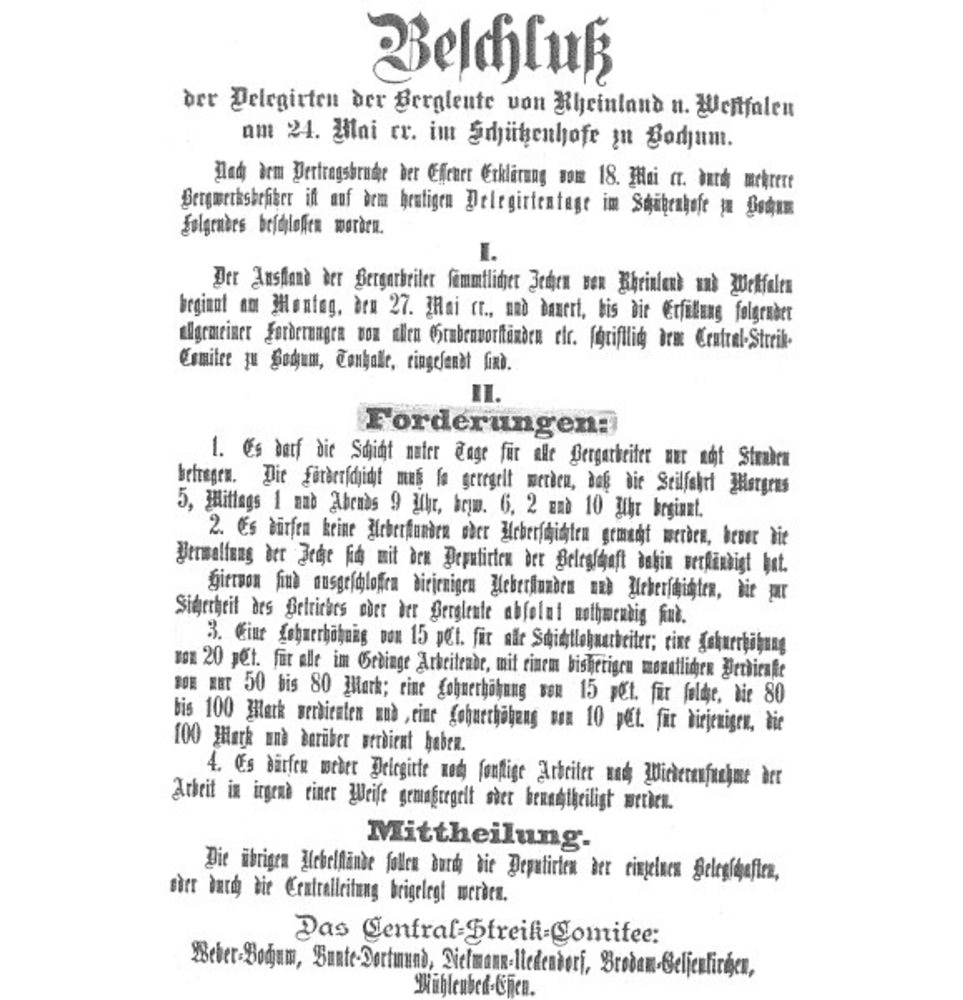 Beschluß
der Delegirten der Bergleute von Rheinland u. Westfalen
am 24. Mai cr. im Schützenhofe zu Bochum.
Nach dem Vertragsbruche der Essener Erklärung vom 18. Mai cr. durch mehrere
Bergwerksbesitzer ist auf dem heutigen Delegirtentage im Schützenhofe zu Bochum
Folgendes beschlossen worden.
I.
Der Ausstand der Bergarbeiter sämmtlicher Zechen von Rheinland und Westfalen
beginnt am Montag, den 27. Mai cr., und dauert, bis die Erfüllung folgender
allgemeiner Forderungen von allen Grubenvorständen etc. schriftlich dem Central-Streik-
Comitee zu Bochum, Tonhalle, eingesandt sind.
II.
Forderungen:
1. Es darf die Schicht unter Tage für alle Bergarbeiter nur acht Stunden
betragen. Die Förderschicht muß so geregelt werden, daß die Seilfahrt Morgens
5, Mittags 1 und Abends 9 Uhr, bezw. 6, 2 und 10 Uhr beginnt.
2. Es dürfen keine Ueberstunden oder Ueberschichten gemacht werden, bevor die
Verwaltung der Zeche sich mit den Deputirten der Belegschaft dahin verständigt hat.
Hiervon sind ausgeschlossen diejenigen Ueberstunden und Ueberschichten, die zur
Sicherheit des Betriebes oder der Bergleute absolut nothwendig sind.
3. Eine Lohnerhöhung von 15 pCt. für alle Schichtlohnarbeiter; eine Lohnerhöhung
von 20 pCt. für alle im Gedinge Arbeitende, mit einem bisherigen monatlichen Verdienste
von nur 50 bis 80 Mark; eine Lohnerhöhung von 15 pCt. für solche, die 80
bis 100 Mark verdienten und eine Lohnerhöhung von 10 pCt. für diejenigen, die
100 Mark und darüber verdient haben.
4. Es dürfen weder Delegirte noch sonstige Arbeiter nach Wiederaufnahme der
Arbeit in irgend einer Weise gemaßregelt oder benachtheiligt werden.
Mittheilung.
Die übrigen Uebelstände sollen durch die Deputirten der einzelnen Belegschaften,
oder durch die Centralleitung beigelegt werden.
Das Central-Streik-Comitee:
Weber-Bochum, Bunte-Dortmund, Diekmann-Ueckendorf, Brodam-Gelsenkirchen,
Mühlenbeck-Essen.